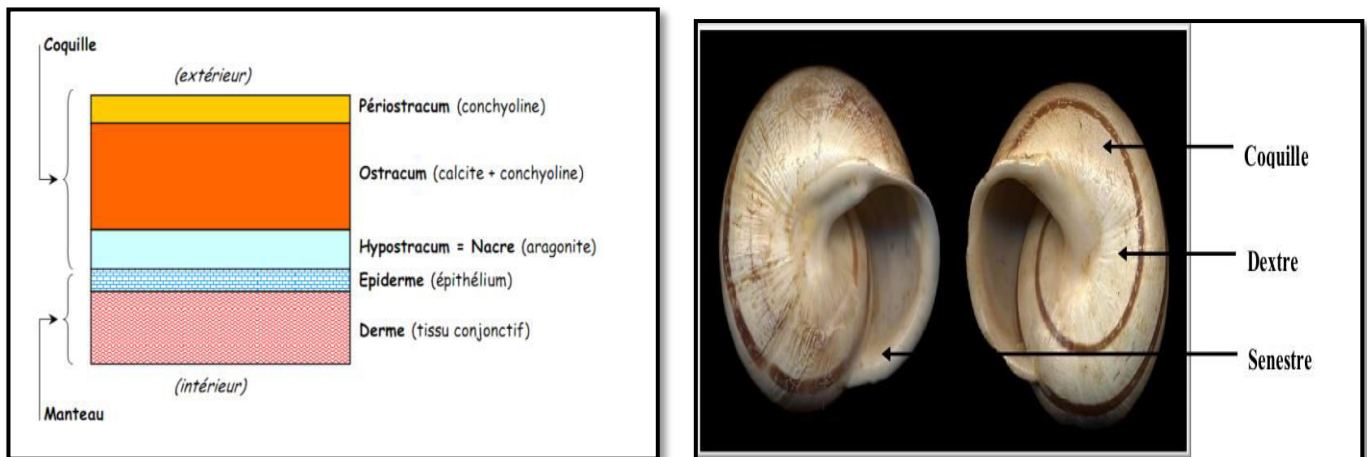 Coquille
(extérieur)
Périostracum (conchyoline)
Ostracum (calcite + conchyoline)
Hypostracum = Nacre (aragonite)
Epiderme (épithélium)
Derme (tissu conjonctif)
(intérieur)
Manteau
Coquille
Dextre
Senestre